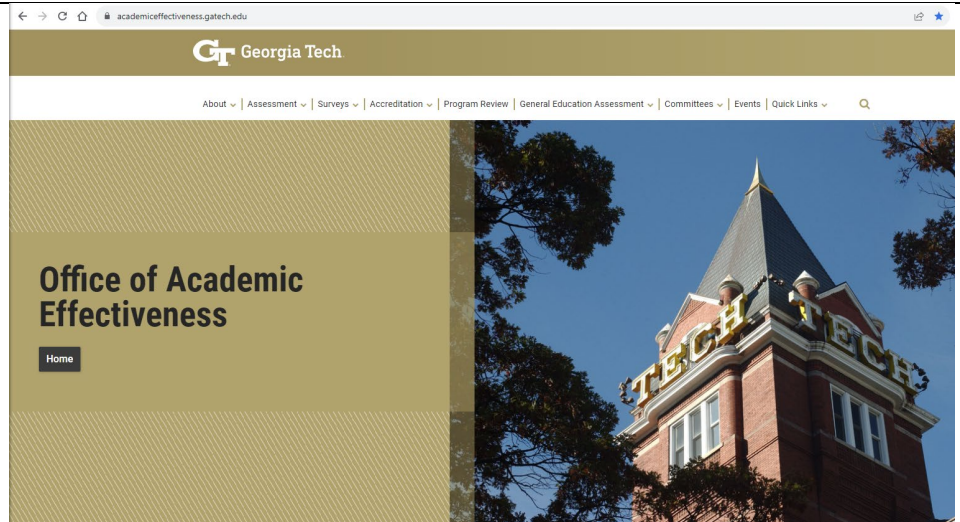 academiceffectiveness.gatech.edu
GT Georgia Tech
About | Assessment | Surveys | Accreditation | Program Review | General Education Assessment | Committees | Events | Quick Links
Office of Academic
Effectiveness
Home
TECH TECH